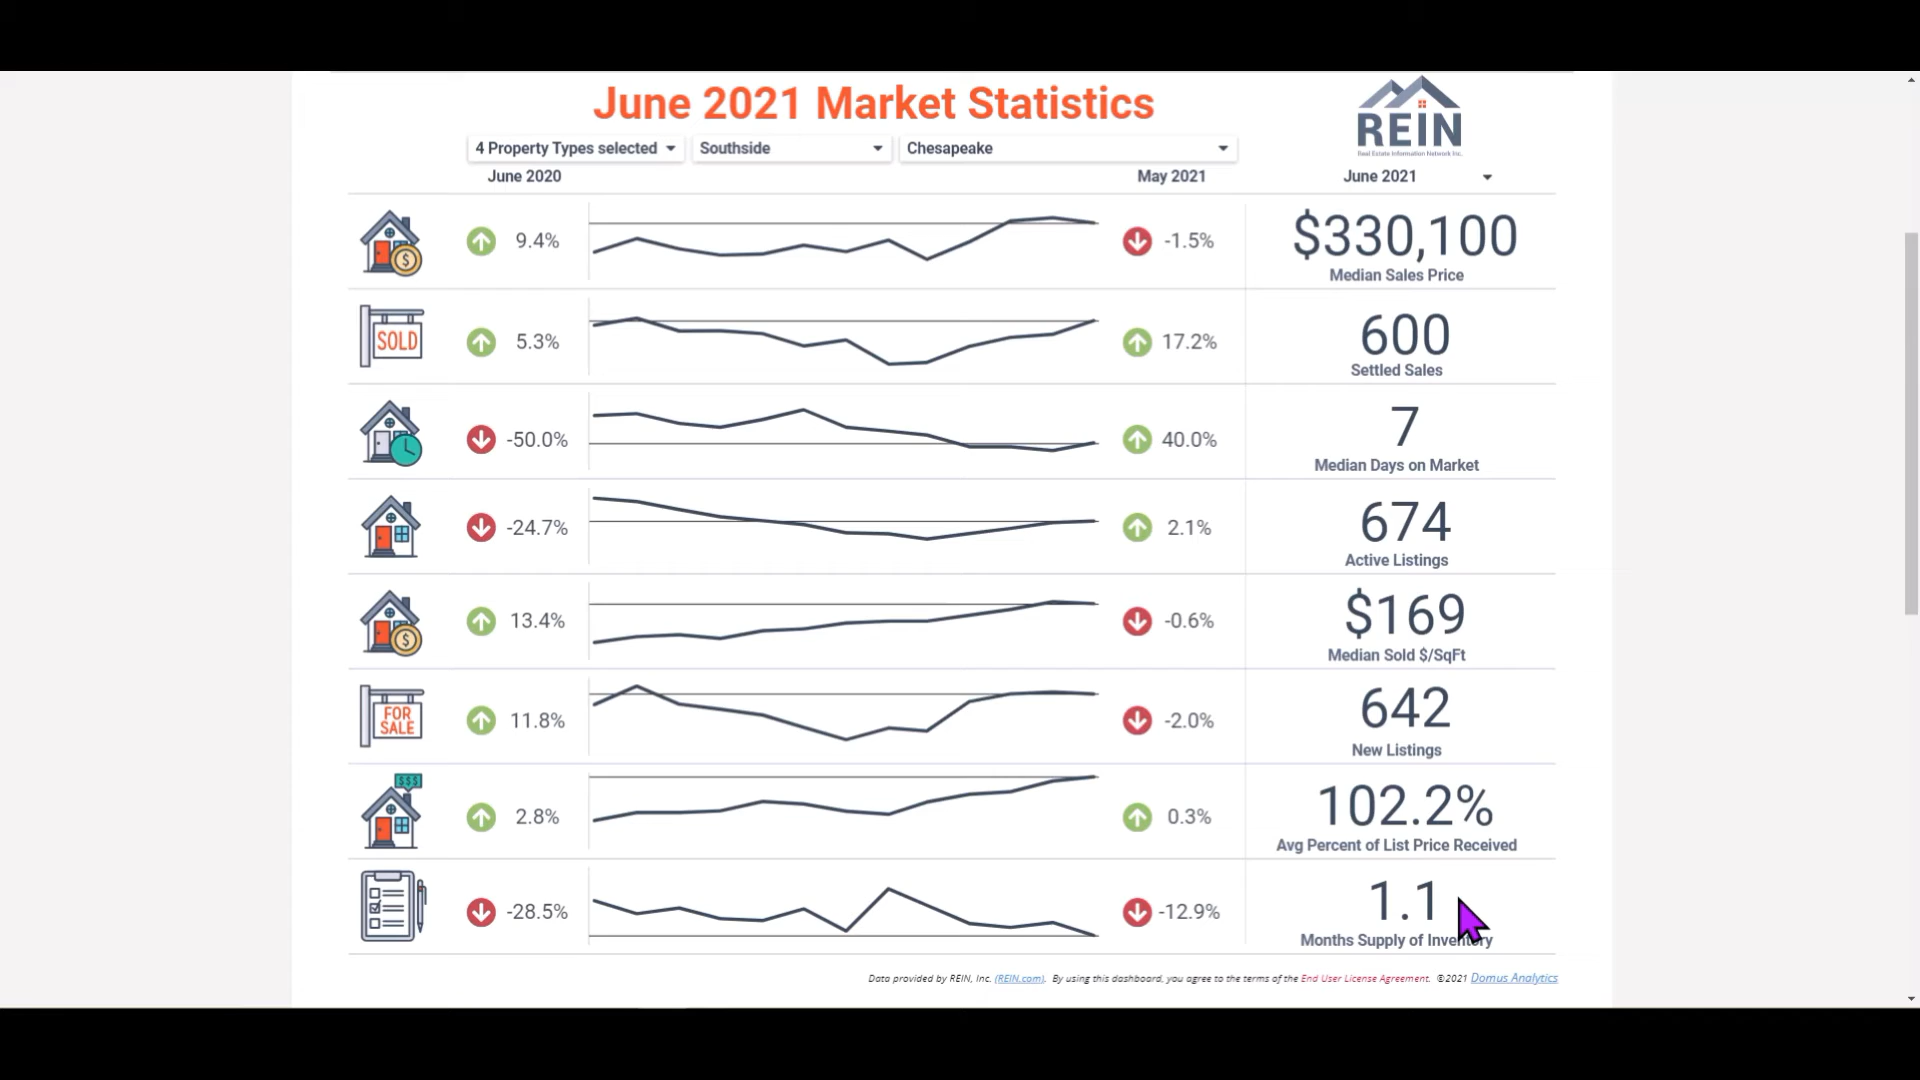 June 2021 Market Statistics
REIN
Real Estate Information Network Inc.
4 Property Types selected
Southside
Chesapeake
June 2020
May 2021
June 2021
9.4%
-1.5%
$330,100
Median Sales Price
SOLD
5.3%
17.2%
600
Settled Sales
-50.0%
40.0%
7
Median Days on Market
-24.7%
2.1%
674
Active Listings
$
13.4%
-0.6%
$169
Median Sold $/SqFt
FOR
SALE
11.8%
-2.0%
642
New Listings
$$$
2.8%
0.3%
102.2%
Avg Percent of List Price Received
-28.5%
-12.9%
1.1
Months Supply of Inventory
Data provided by REIN, Inc. (REIN.com). By using this dashboard, you agree to the terms of the End User License Agreement. ©2021 Domus Analytics